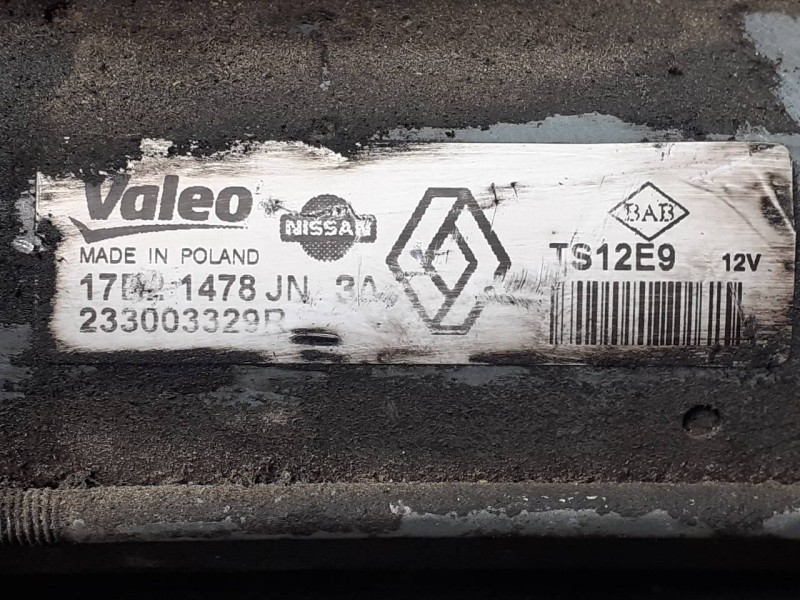 Valeo
NISSAN
BAB
MADE IN POLAND
TS12E9 12V
1478 JN 3A
233003329R